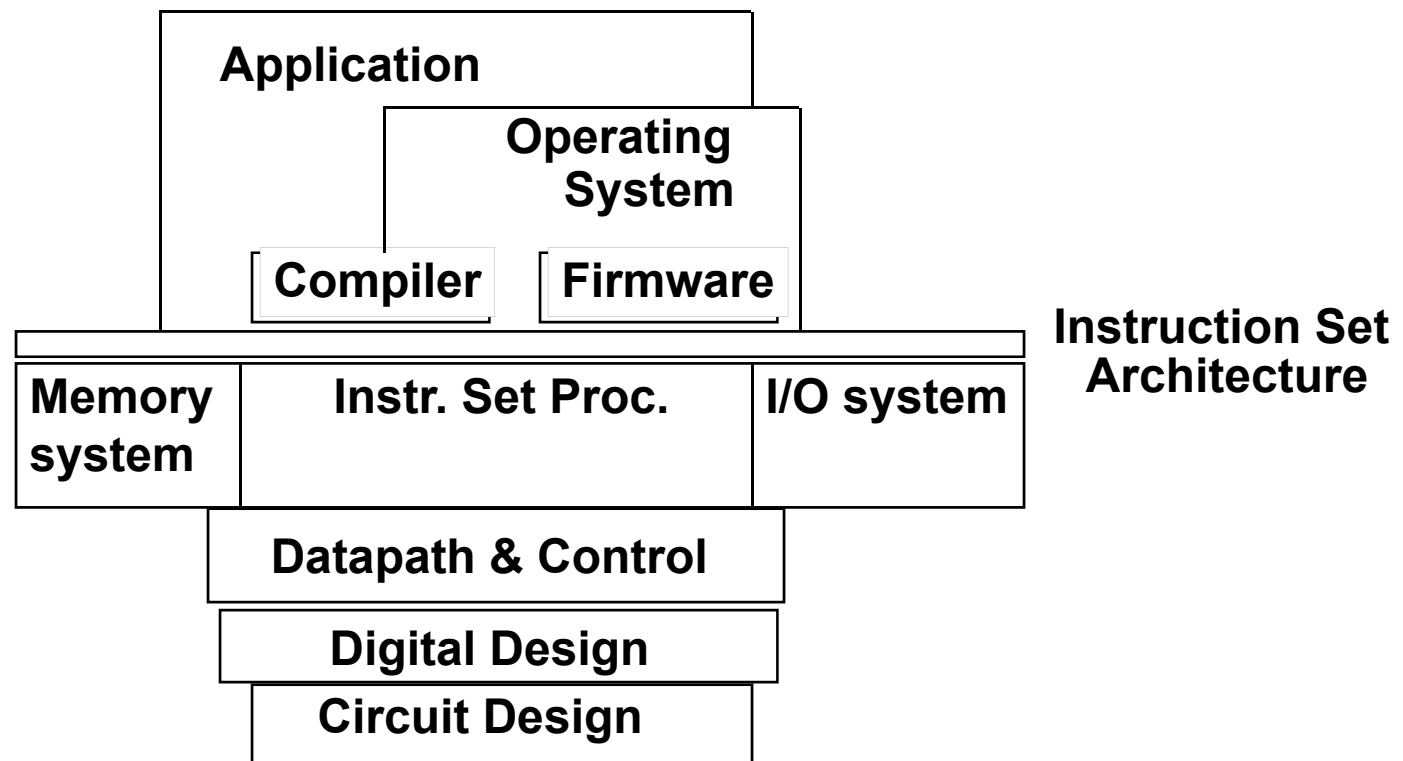 Application
Operating
System
Compiler
Firmware
Instruction Set
Architecture
Memory
system
Instr. Set Proc.
I/O system
Datapath & Control
Digital Design
Circuit Design